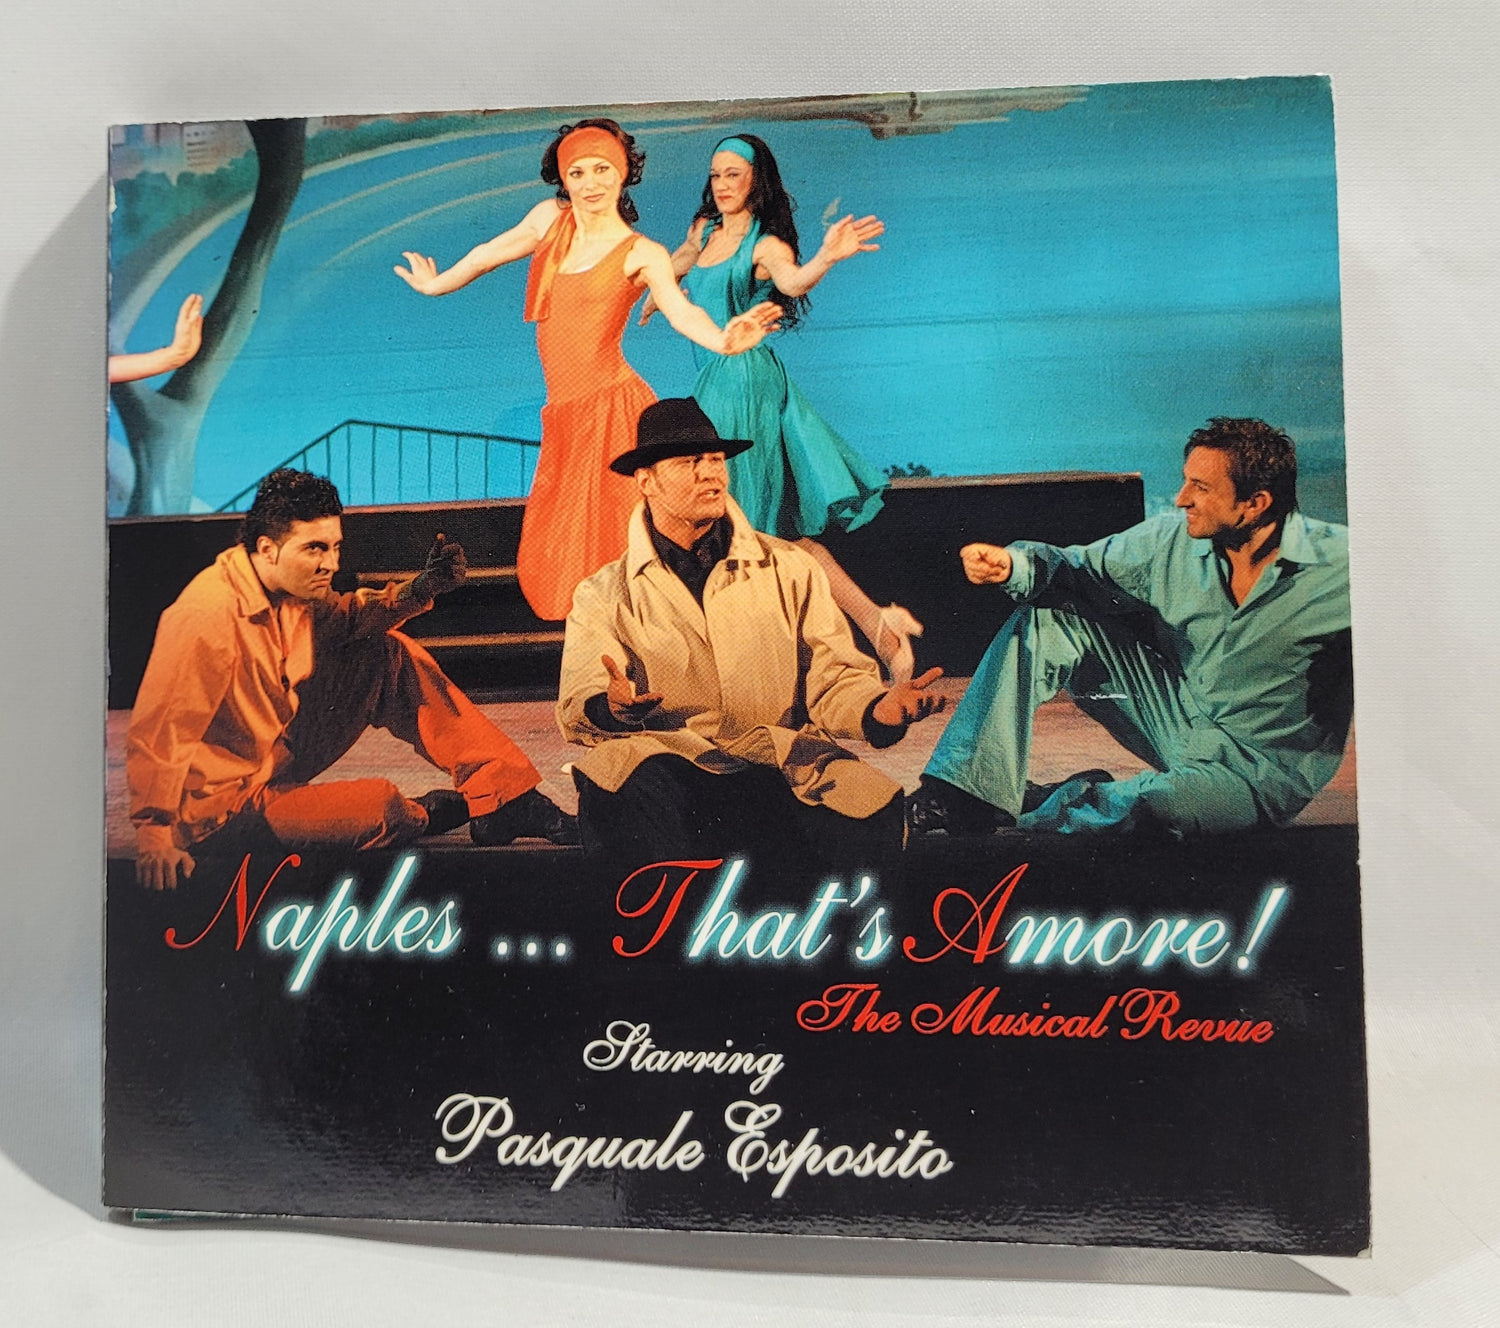 Naples ... That's Amore!
The Musical Revue
Starring
Pasquale Esposito